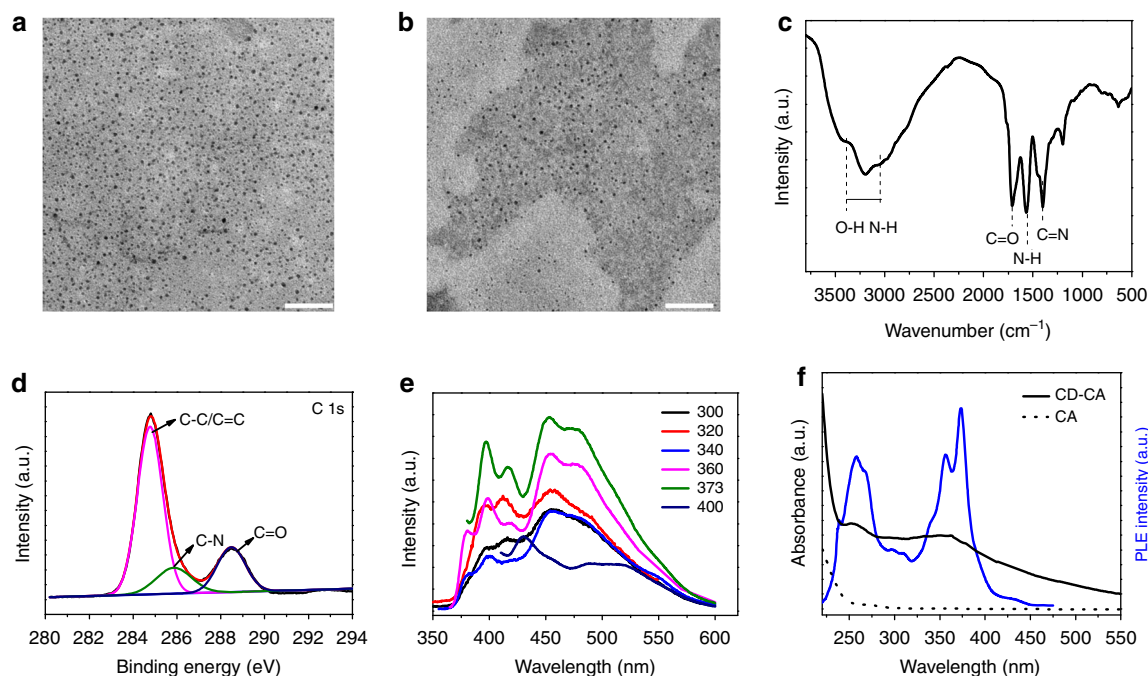 a
b
c
Intensity (a.u.)
O-H N-H
C=O
N-H
C=N
3500 3000 2500 2000 1500 1000 500
Wavenumber (cm⁻¹)
d
Intensity (a.u.)
C 1s
C-C/C=C
C-N
C=O
280 282 284 286 288 290 292 294
Binding energy (eV)
e
Intensity (a.u.)
300
320
340
360
373
400
350 400 450 500 550 600
Wavelength (nm)
f
Absorbance (a.u.)
CD-CA
CA
PLE intensity (a.u.)
250 300 350 400 450 500 550
Wavelength (nm)